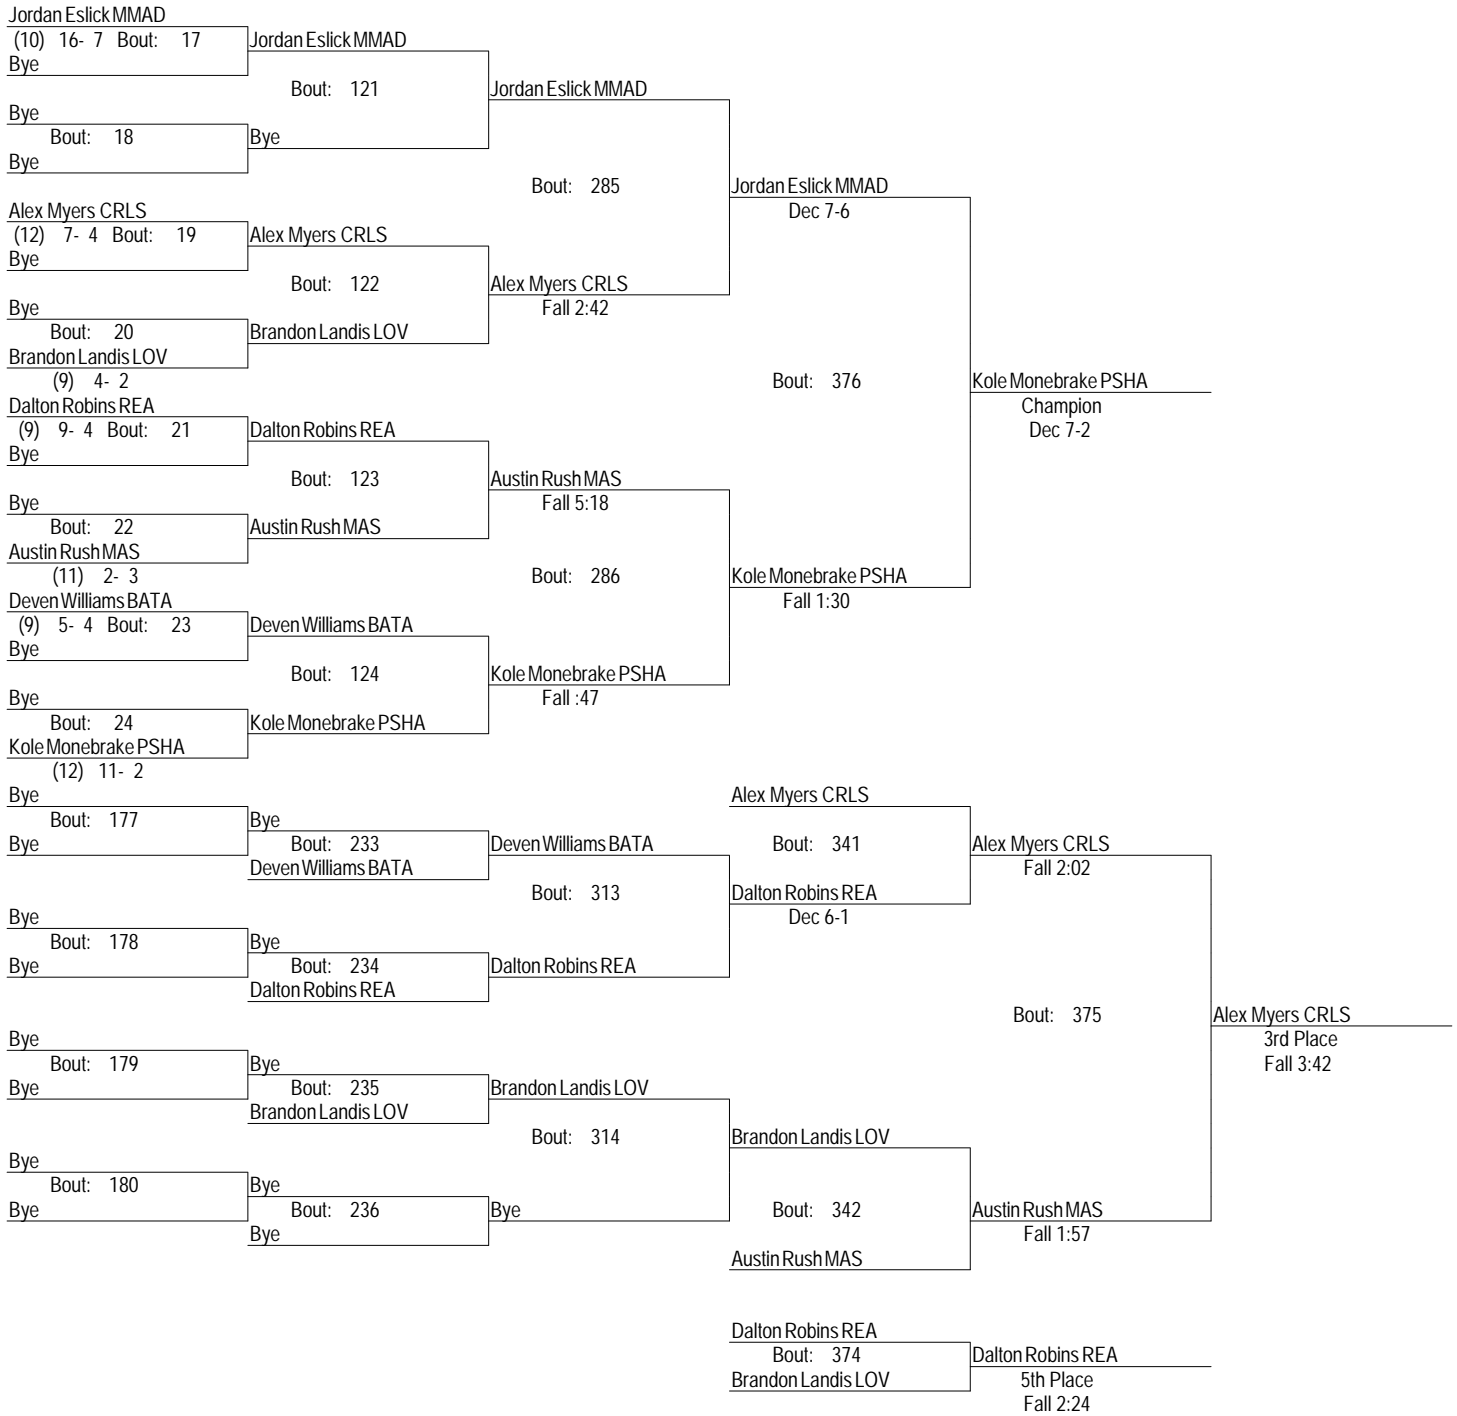 Jordan Eslick MMAD
(10) 16- 7 Bout: 17
Bye
Bye
Bout: 18
Bye
Alex Myers CRLS
(12) 7- 4 Bout: 19
Bye
Bye
Bout: 20
Brandon Landis LOV
(9) 4- 2
Dalton Robins REA
(9) 9- 4 Bout: 21
Bye
Bye
Bout: 22
Austin Rush MAS
(11) 2- 3
Deven Williams BATA
(9) 5- 4 Bout: 23
Bye
Bye
Bout: 24
Kole Monebrake PSHA
(12) 11- 2
Jordan Eslick MMAD
Bout: 121
Bye
Alex Myers CRLS
Bout: 122
Brandon Landis LOV
Dalton Robins REA
Bout: 123
Austin Rush MAS
Deven Williams BATA
Bout: 124
Kole Monebrake PSHA
Jordan Eslick MMAD
Bout: 285
Alex Myers CRLS
Fall 2:42
Austin Rush MAS
Fall 5:18
Bout: 286
Kole Monebrake PSHA
Fall :47
Jordan Eslick MMAD
Dec 7-6
Bout: 376
Kole Monebrake PSHA
Fall 1:30
Kole Monebrake PSHA
Champion
Dec 7-2
Bye
Bout: 177
Bye
Bye
Bout: 178
Bye
Bye
Bout: 179
Bye
Bye
Bout: 180
Bye
Bye
Bout: 233
Deven Williams BATA
Bye
Bout: 234
Dalton Robins REA
Bye
Bout: 235
Brandon Landis LOV
Bye
Bout: 236
Bye
Deven Williams BATA
Bout: 313
Dalton Robins REA
Brandon Landis LOV
Bout: 314
Bye
Alex Myers CRLS
Bout: 341
Dalton Robins REA
Dec 6-1
Brandon Landis LOV
Bout: 342
Austin Rush MAS
Alex Myers CRLS
Fall 2:02
Bout: 375
Austin Rush MAS
Fall 1:57
Alex Myers CRLS
3rd Place
Fall 3:42
Dalton Robins REA
Bout: 374
Brandon Landis LOV
Dalton Robins REA
5th Place
Fall 2:24